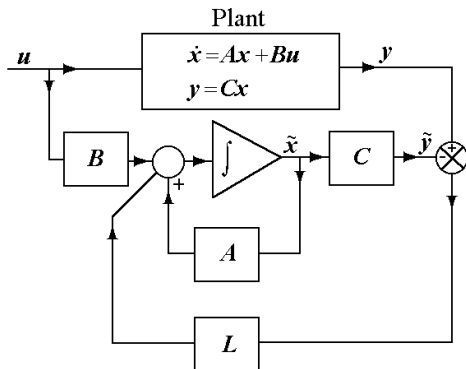 Plant
u
ẋ=Ax+Bu
y=Cx
y
B
+
∫
x̃
C
ỹ
-
+
A
L